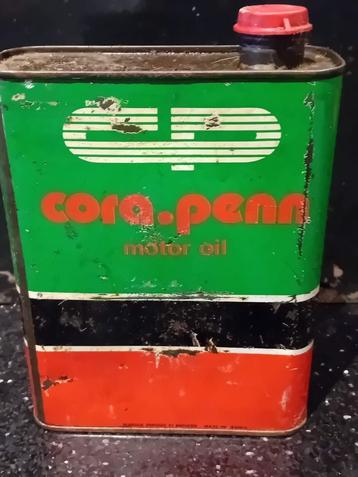 cp
cora.penn
motor oil